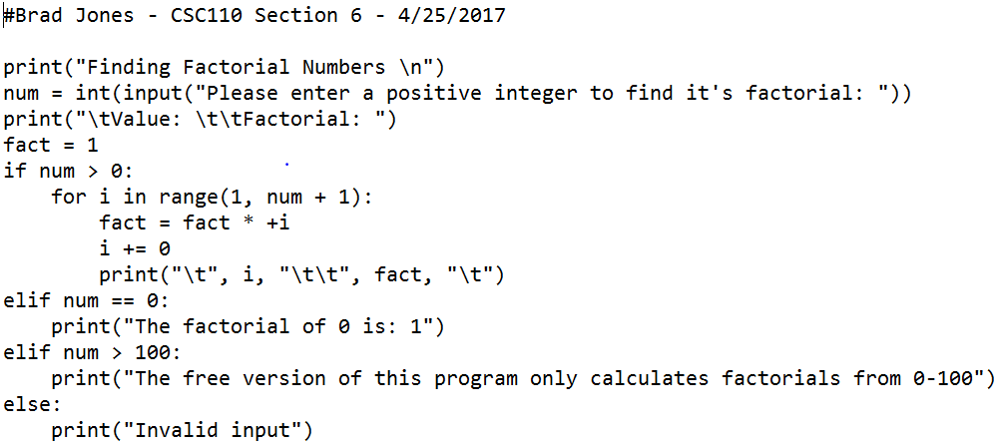 #Brad Jones - CSC110 Section 6 - 4/25/2017

print("Finding Factorial Numbers \n")
num = int(input("Please enter a positive integer to find it's factorial: "))
print("\tValue: \t\tFactorial: ")
fact = 1
if num > 0:
    for i in range(1, num + 1):
        fact = fact * +i
        i += 0
        print("\t", i, "\t\t", fact, "\t")
elif num == 0:
    print("The factorial of 0 is: 1")
elif num > 100:
    print("The free version of this program only calculates factorials from 0-100")
else:
    print("Invalid input")